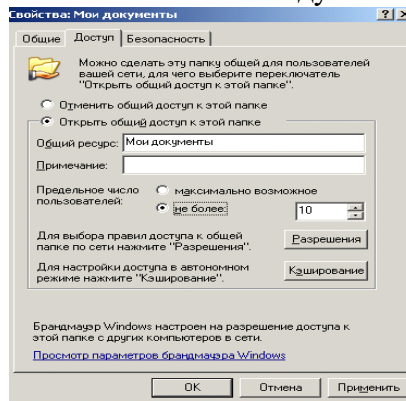 Свойства: Мои документы
Общие Доступ Безопасность
Можно сделать эту папку общей для пользователей
вашей сети, для чего выберите переключатель
"Открыть общий доступ к этой папке".
Отменить общий доступ к этой папке
Открыть общий доступ к этой папке
Общий ресурс: Мои документы
Примечание:
Предельное число
пользователей:
максимально возможное
не более: 10
Для выбора правил доступа к общей
папке по сети нажмите "Разрешения".
Разрешения
Для настройки доступа в автономном
режиме нажмите "Кэширование".
Кэширование
Брандмауэр Windows настроен на разрешение доступа к
этой папке с других компьютеров в сети.
Просмотр параметров брандмауэра Windows
ОК Отмена Применить